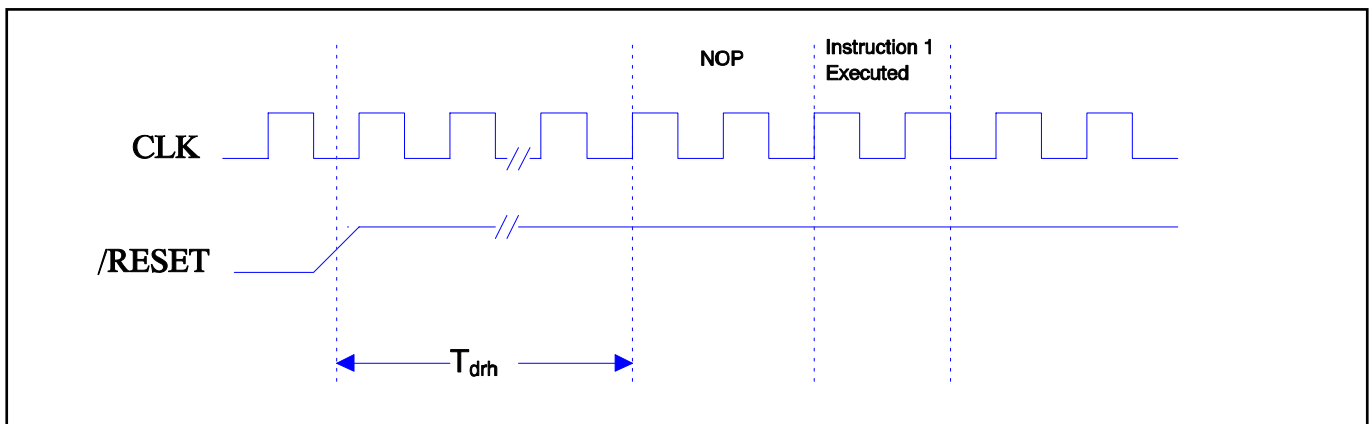 NOP
Instruction 1
Executed
CLK
/RESET
Tdrh